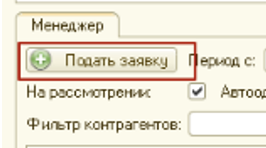 Менеджер
Подать заявку Период с:
На рассмотрении: Автоод
Фильтр контрагентов: